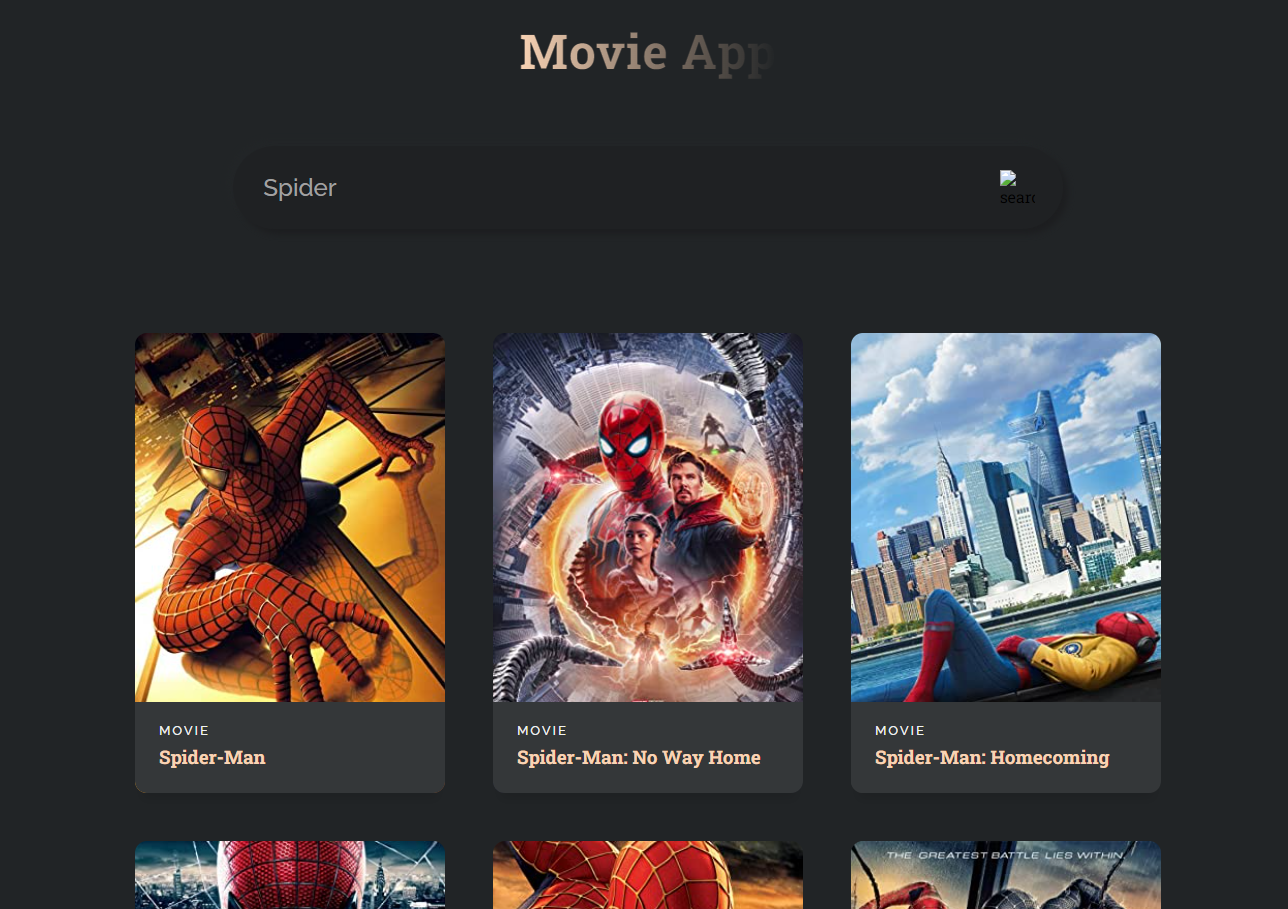 Movie App
Spider
searc
MOVIE
Spider-Man
MOVIE
Spider-Man: No Way Home
MOVIE
Spider-Man: Homecoming
THE GREATEST BATTLE LIES WITHIN.